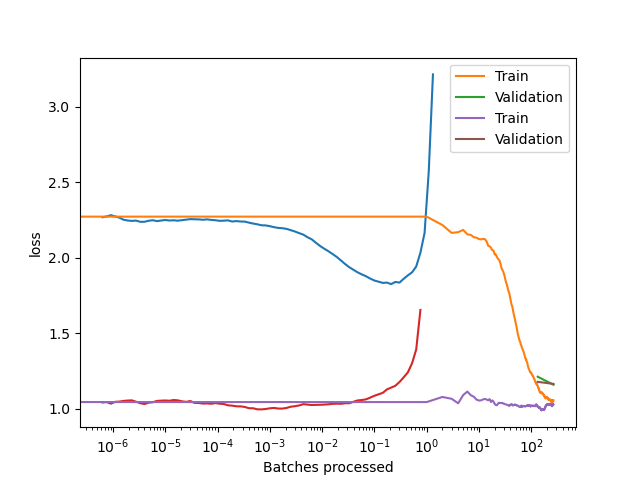 Train
Validation
Train
Validation
3.0
2.5
2.0
1.5
1.0
loss
10⁻⁶ 10⁻⁵ 10⁻⁴ 10⁻³ 10⁻² 10⁻¹ 10⁰ 10¹ 10²
Batches processed